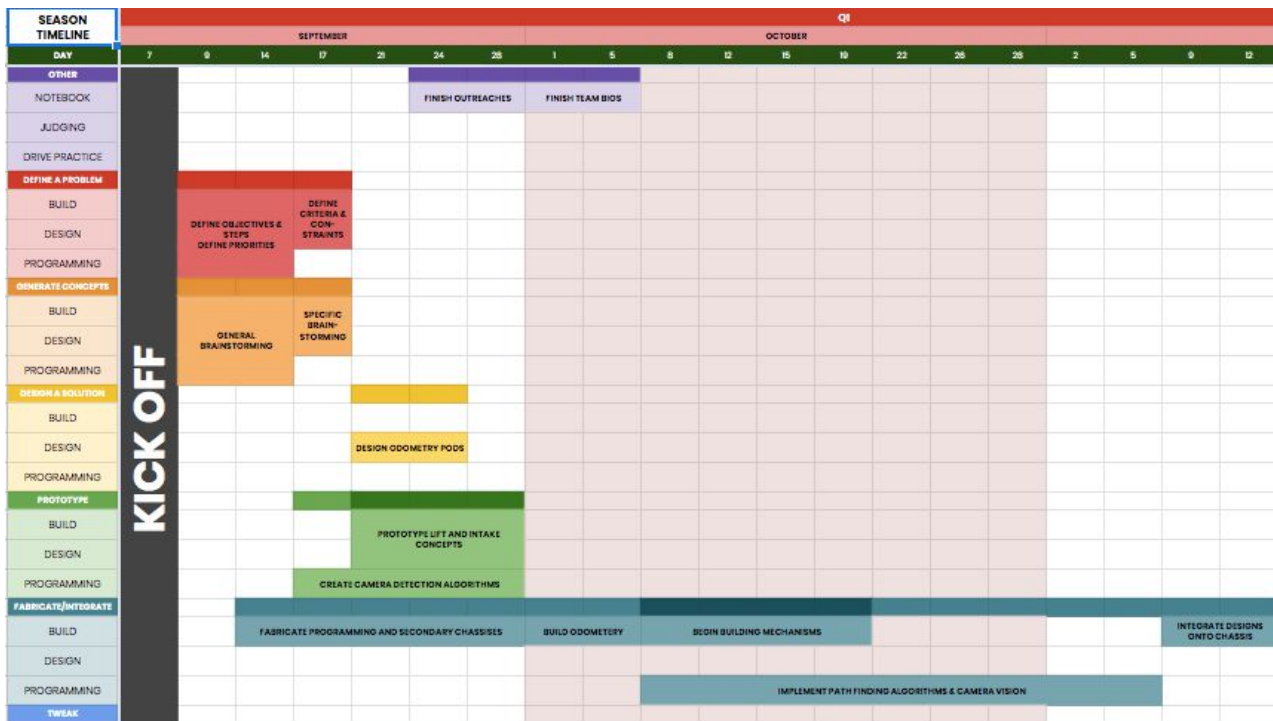 SEASON
TIMELINE
Q1
SEPTEMBER
OCTOBER
DAY 7 9 14 17 21 24 28 1 5 8 12 15 19 22 26 28 2 5 9 12
OTHER
NOTEBOOK
FINISH OUTREACHES
FINISH TEAM BIOS
JUDGING
DRIVE PRACTICE
DEFINE A PROBLEM
BUILD
DESIGN
PROGRAMMING
DEFINE OBJECTIVES &
STEPS
DEFINE PRIORITIES
DEFINE
CRITERIA &
CON-
STRAINTS
GENERATE CONCEPTS
BUILD
DESIGN
PROGRAMMING
GENERAL
BRAINSTORMING
SPECIFIC
BRAIN-
STORMING
KICK OFF
DESIGN A SOLUTION
BUILD
DESIGN
DESIGN ODOMETRY PODS
PROGRAMMING
PROTOTYPE
BUILD
DESIGN
PROTOTYPE LIFT AND INTAKE
CONCEPTS
PROGRAMMING
CREATE CAMERA DETECTION ALGORITHMS
FABRICATE/INTEGRATE
BUILD
FABRICATE PROGRAMMING AND SECONDARY CHASSISES
BUILD ODOMETERY
BEGIN BUILDING MECHANISMS
INTEGRATE DESIGNS
ONTO CHASSIS
DESIGN
PROGRAMMING
IMPLEMENT PATH FINDING ALGORITHMS & CAMERA VISION
TWEAK